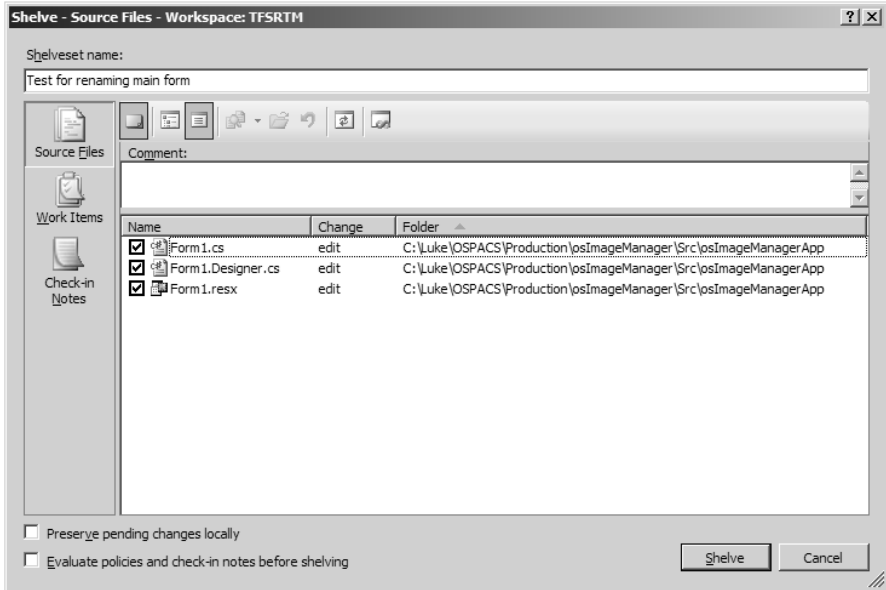 Shelve - Source Files - Workspace: TFSRTM
Shelveset name:
Test for renaming main form
Source Files
Work Items
Check-in
Notes
Comment:
Name Change Folder
Form1.cs edit C:\Luke\OSPACS\Production\osImageManager\Src\osImageManagerApp
Form1.Designer.cs edit C:\Luke\OSPACS\Production\osImageManager\Src\osImageManagerApp
Form1.resx edit C:\Luke\OSPACS\Production\osImageManager\Src\osImageManagerApp
Preserve pending changes locally
Evaluate policies and check-in notes before shelving
Shelve Cancel